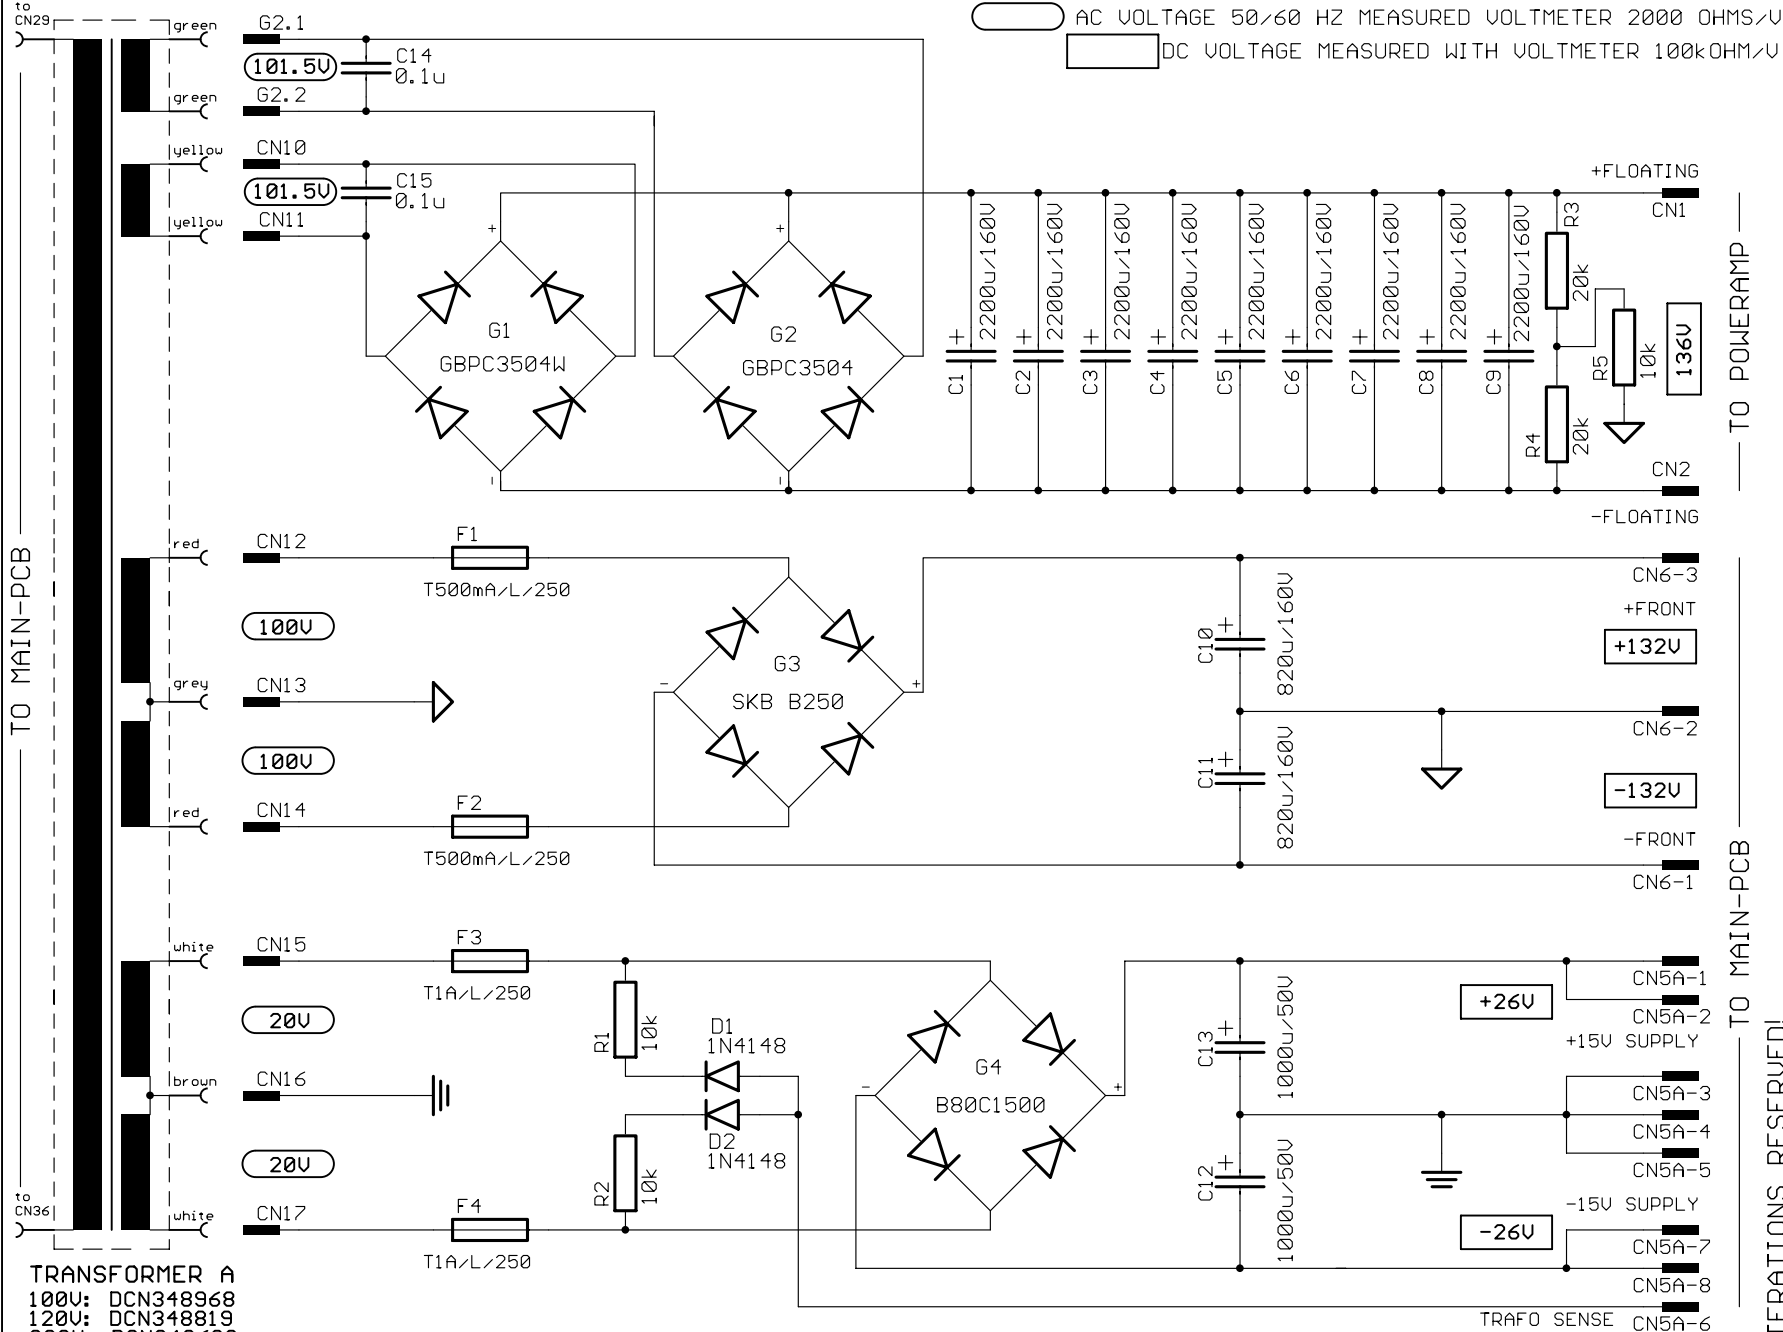 to
CN29
green
G2.1
AC VOLTAGE 50/60 HZ MEASURED VOLTMETER 2000 OHMS/V
101.5V
C14
0.1u
DC VOLTAGE MEASURED WITH VOLTMETER 100kOHM/V
green
G2.2
yellow
CN10
101.5V
C15
0.1u
yellow
CN11
+FLOATING
CN1
+
+
G1
GBPC3504W
G2
GBPC3504
-
-
+
2200u/160V
C1
+
2200u/160V
C2
+
2200u/160V
C3
+
2200u/160V
C4
+
2200u/160V
C5
+
2200u/160V
C6
+
2200u/160V
C7
+
2200u/160V
C8
+
2200u/160V
C9
R3
20k
R4
20k
R5
10k
136V
TO POWERAMP
CN2
-FLOATING
TO MAIN-PCB
red
CN12
F1
T500mA/L/250
100V
grey
CN13
100V
red
CN14
F2
T500mA/L/250
G3
SKB B250
-
+
C10
+
820u/160V
C11
+
820u/160V
CN6-3
+FRONT
+132V
CN6-2
-132V
-FRONT
CN6-1
TO MAIN-PCB
white
CN15
F3
T1A/L/250
20V
R1
10k
D1
1N4148
brown
CN16
D2
1N4148
20V
R2
10k
white
CN17
F4
T1A/L/250
G4
B80C1500
-
+
C13
+
1000u/50V
C12
+
1000u/50V
CN5A-1
+26V
CN5A-2
+15V SUPPLY
CN5A-3
CN5A-4
CN5A-5
-15V SUPPLY
-26V
CN5A-7
CN5A-8
TRAFO SENSE
CN5A-6
to
CN36
TRANSFORMER A
100V: DCN348968
120V: DCN348819
TERATIONS RESERVED!